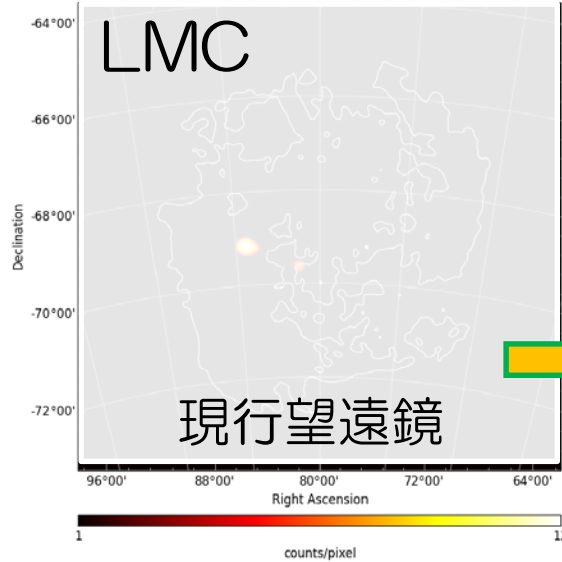 LMC
-64°00'
-66°00'
-68°00'
-70°00'
-72°00'
Declination
現行望遠鏡
96°00' 88°00' 80°00' 72°00' 64°00'
Right Ascension
1
counts/pixel